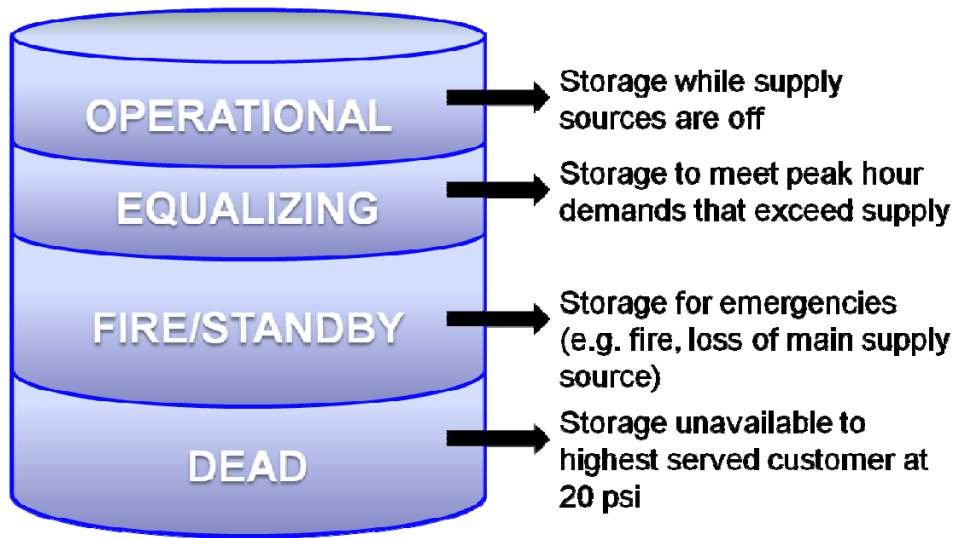 OPERATIONAL
Storage while supply
sources are off
EQUALIZING
Storage to meet peak hour
demands that exceed supply
FIRE/STANDBY
Storage for emergencies
(e.g. fire, loss of main supply
source)
DEAD
Storage unavailable to
highest served customer at
20 psi